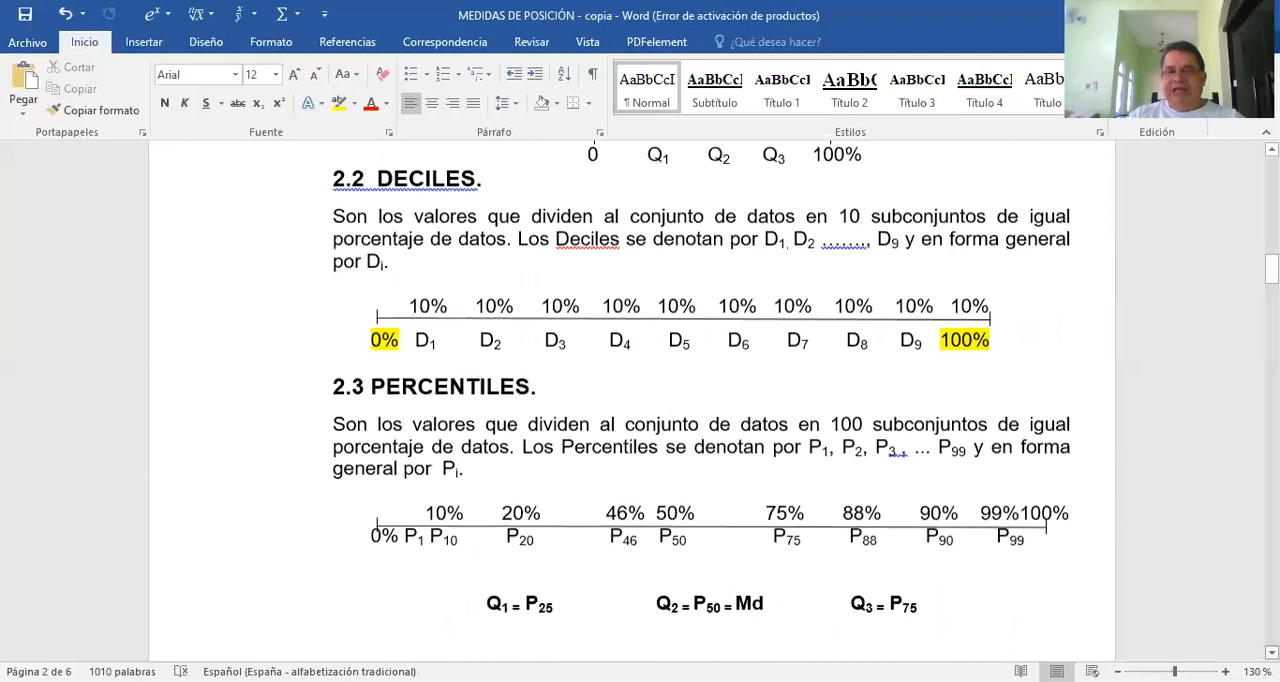 MEDIDAS DE POSICIÓN - copia - Word (Error de activación de productos)
Archivo Inicio Insertar Diseño Formato Referencias Correspondencia Revisar Vista PDFelement ¿Qué desea hacer?
Pegar
Cortar
Copiar
Copiar formato
Portapapeles
Arial 12
N K S abc x₂ x²
Fuente
Párrafo
AaBbCcI AaBbCcl AaBbCcl AaBb( AaBbCcl AaBbCcl AaBb
¶ Normal Subtítulo Título 1 Título 2 Título 3 Título 4 Título
Estilos
Edición
0 Q₁ Q₂ Q₃ 100%
2.2 DECILES.
Son los valores que dividen al conjunto de datos en 10 subconjuntos de igual
porcentaje de datos. Los Deciles se denotan por D₁, D₂ ........, D₉ y en forma general
por Dᵢ.
10% 10% 10% 10% 10% 10% 10% 10% 10% 10%
0% D₁ D₂ D₃ D₄ D₅ D₆ D₇ D₈ D₉ 100%
2.3 PERCENTILES.
Son los valores que dividen al conjunto de datos en 100 subconjuntos de igual
porcentaje de datos. Los Percentiles se denotan por P₁, P₂, P₃ , ... P₉₉ y en forma
general por Pᵢ.
10% 20% 46% 50% 75% 88% 90% 99% 100%
0% P₁ P₁₀ P₂₀ P₄₆ P₅₀ P₇₅ P₈₈ P₉₀ P₉₉
Q₁ = P₂₅ Q₂ = P₅₀ = Md Q₃ = P₇₅
Página 2 de 6 1010 palabras Español (España - alfabetización tradicional) 130 %